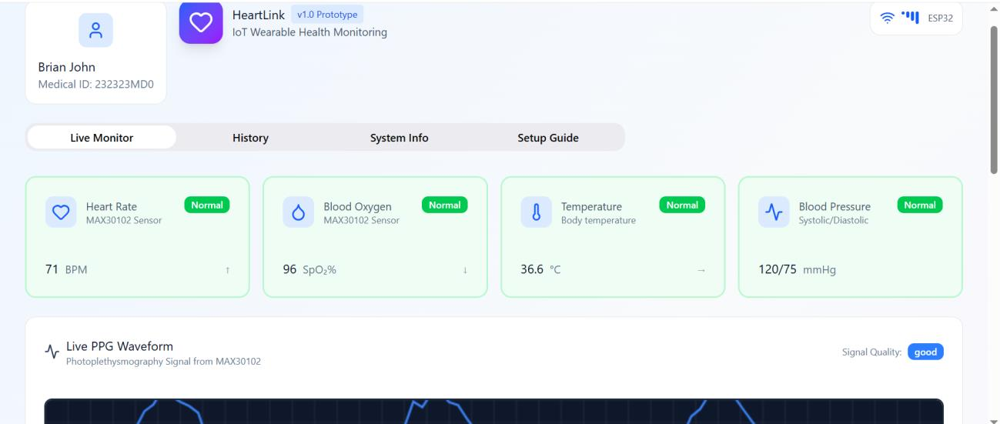 HeartLink v1.0 Prototype
IoT Wearable Health Monitoring
ESP32
Brian John
Medical ID: 232323MD0
Live Monitor
History
System Info
Setup Guide
Heart Rate
MAX30102 Sensor
Normal
71 BPM ↑
Blood Oxygen
MAX30102 Sensor
Normal
96 SpO₂% ↓
Temperature
Body temperature
Normal
36.6 °C →
Blood Pressure
Systolic/Diastolic
Normal
120/75 mmHg
Live PPG Waveform
Photoplethysmography Signal from MAX30102
Signal Quality: good